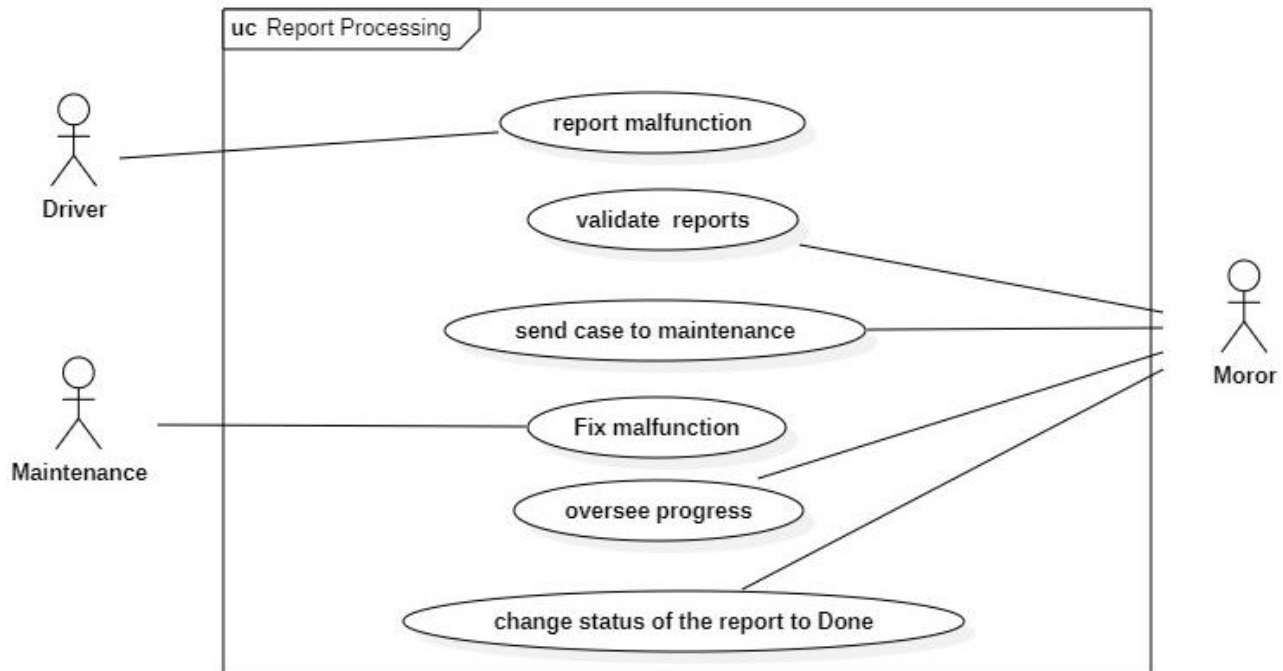 uc Report Processing
report malfunction
Driver
validate reports
send case to maintenance
Moror
Fix malfunction
Maintenance
oversee progress
change status of the report to Done